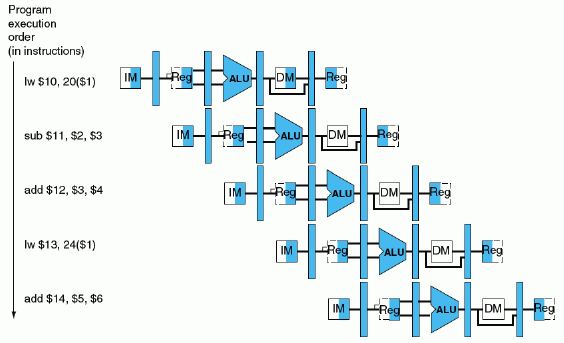 Program
execution
order
(in instructions)
lw $10, 20($1)
IM Reg ALU DM Reg
sub $11, $2, $3
IM Reg ALU DM Reg
add $12, $3, $4
IM Reg ALU DM Reg
lw $13, 24($1)
IM Reg ALU DM Reg
add $14, $5, $6
IM Reg ALU DM Reg